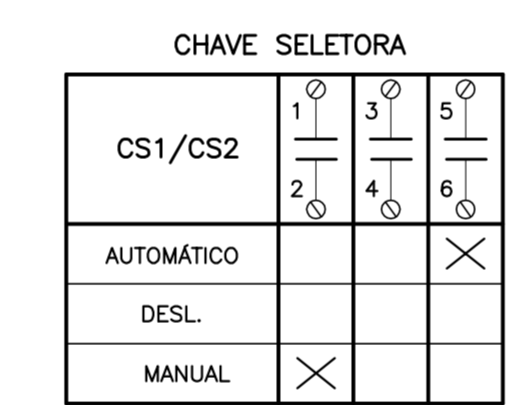 CHAVE SELETORA
CS1/CS2
1 3 5
2 4 6
AUTOMÁTICO X
DESL.
MANUAL X